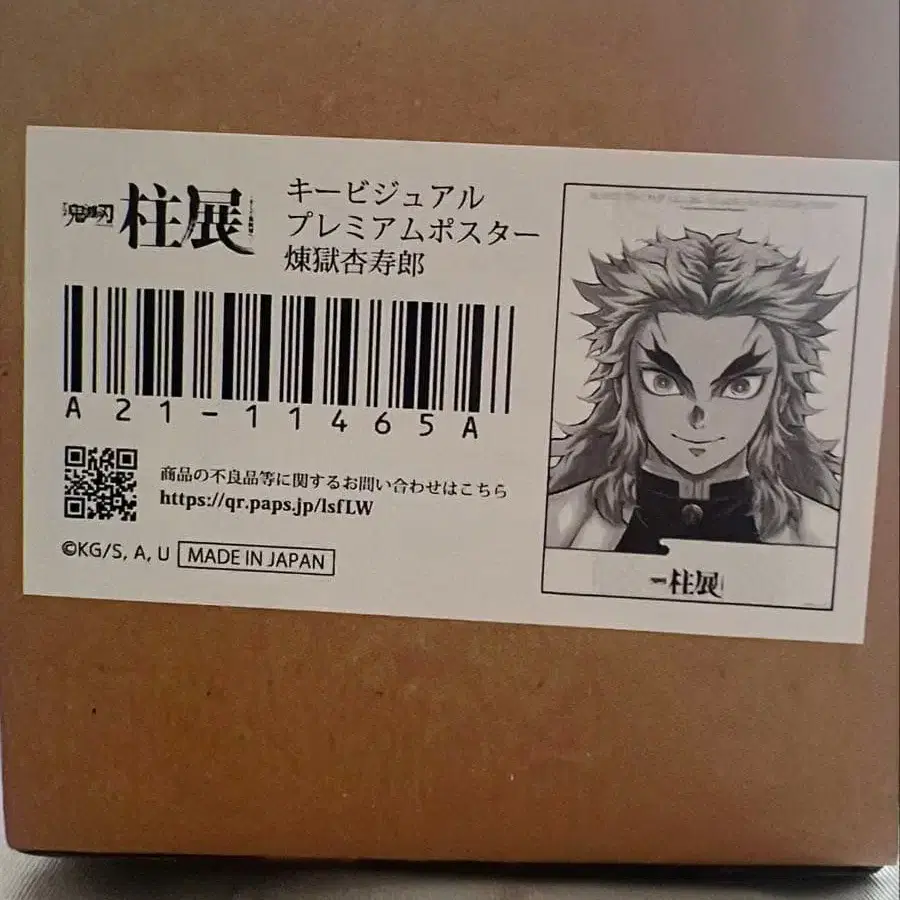 鬼滅刃 柱展
キービジュアル
プレミアムポスター
煉獄杏寿郎
A21-11465A
商品の不良品等に関するお問い合わせはこちら
https://qr.paps.jp/lsfLW
©KG/S, A, U MADE IN JAPAN
柱展